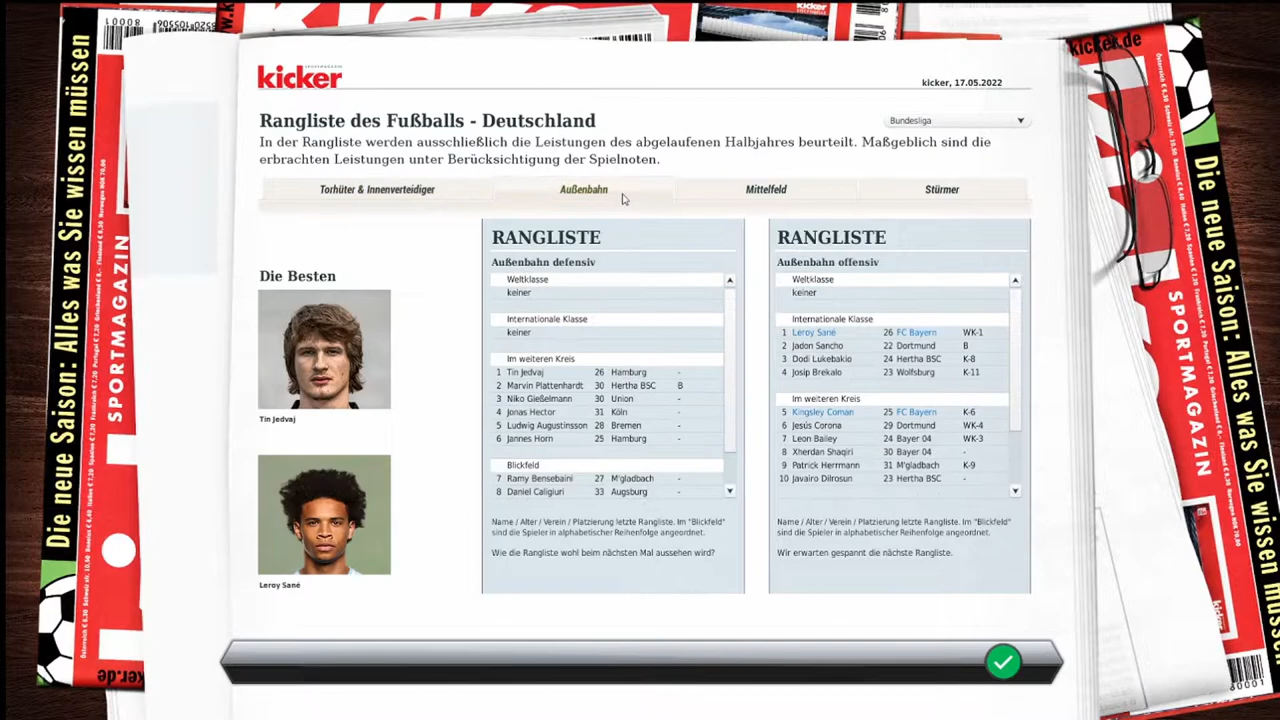 kicker
SPORTMAGAZIN
kicker, 17.05.2022
Rangliste des Fußballs - Deutschland
Bundesliga
In der Rangliste werden ausschließlich die Leistungen des abgelaufenen Halbjahres beurteilt. Maßgeblich sind die
erbrachten Leistungen unter Berücksichtigung der Spielnoten.
Torhüter & Innenverteidiger
Außenbahn
Mittelfeld
Stürmer
Die Besten
Tin Jedvaj
Leroy Sané
RANGLISTE
Außenbahn defensiv
Weltklasse
keiner
Internationale Klasse
keiner
Im weiteren Kreis
1 Tin Jedvaj 26 Hamburg -
2 Marvin Plattenhardt 30 Hertha BSC B
3 Niko Gießelmann 30 Union -
4 Jonas Hector 31 Köln -
5 Ludwig Augustinsson 28 Bremen -
6 Jannes Horn 25 Hamburg -
Blickfeld
7 Ramy Bensebaini 27 M'gladbach -
8 Daniel Caligiuri 33 Augsburg -
Name / Alter / Verein / Platzierung letzte Rangliste. Im "Blickfeld"
sind die Spieler in alphabetischer Reihenfolge angeordnet.
Wie die Rangliste wohl beim nächsten Mal aussehen wird?
RANGLISTE
Außenbahn offensiv
Weltklasse
keiner
Internationale Klasse
1 Leroy Sané 26 FC Bayern WK-1
2 Jadon Sancho 22 Dortmund B
3 Dodi Lukebakio 24 Hertha BSC K-8
4 Josip Brekalo 23 Wolfsburg K-11
Im weiteren Kreis
5 Kingsley Coman 25 FC Bayern K-6
6 Jesús Corona 29 Dortmund WK-4
7 Leon Bailey 24 Bayer 04 WK-3
8 Xherdan Shaqiri 30 Bayer 04 -
9 Patrick Herrmann 31 M'gladbach K-9
10 Javairo Dilrosun 23 Hertha BSC -
Name / Alter / Verein / Platzierung letzte Rangliste. Im "Blickfeld"
sind die Spieler in alphabetischer Reihenfolge angeordnet.
Wir erwarten gespannt die nächste Rangliste.
Die neue Saison: Alles was Sie wissen müssen
SPORTMAGAZIN
kicker.de
Die neue Saison: Alles was Sie wissen müssen
SPORTMAGAZIN